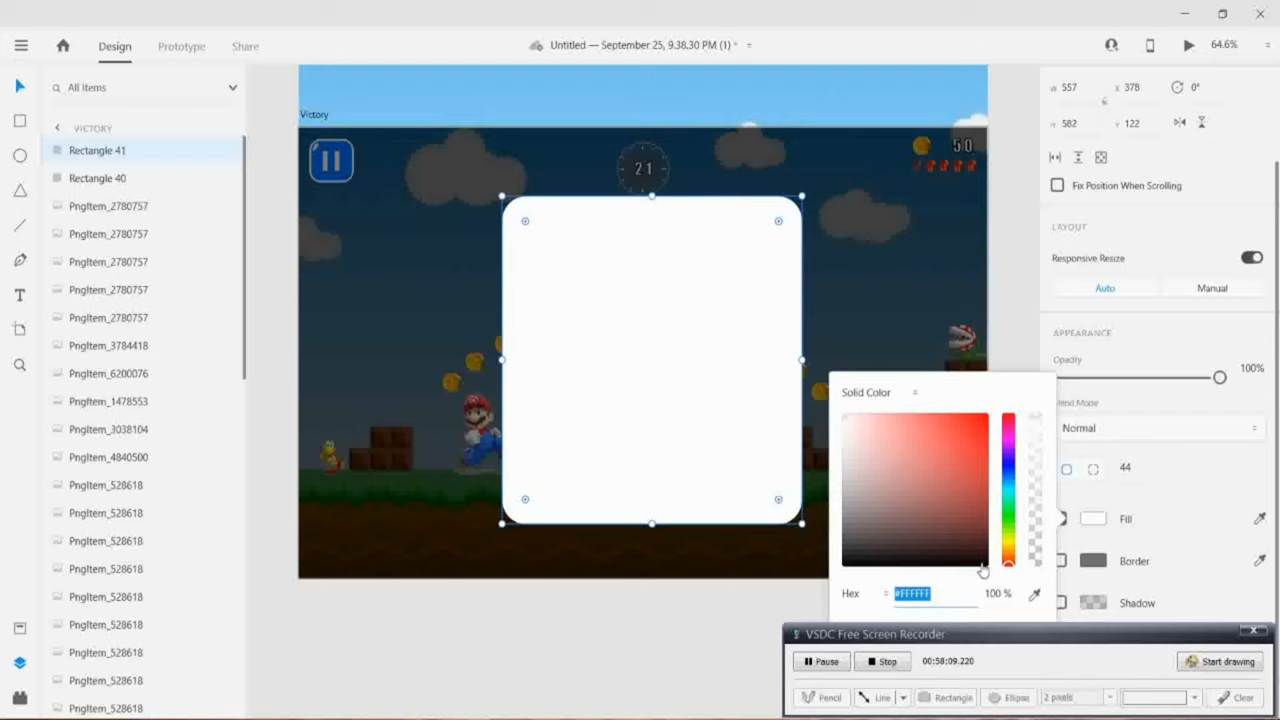 Design
Prototype
Share
Untitled — September 25, 9.38.30 PM (1) *
64.6%
All Items
VICTORY
Rectangle 41
Rectangle 40
PngItem_2780757
PngItem_2780757
PngItem_2780757
PngItem_2780757
PngItem_2780757
PngItem_3784418
PngItem_6200076
PngItem_1478553
PngItem_3038104
PngItem_4840500
PngItem_528618
PngItem_528618
PngItem_528618
PngItem_528618
PngItem_528618
PngItem_528618
PngItem_528618
PngItem_528618
PngItem_528618
Victory
21
50
W 557
X 378
0°
H 582
Y 122
Fix Position When Scrolling
LAYOUT
Responsive Resize
Auto
Manual
APPEARANCE
Opacity
100%
Blend Mode
Normal
44
Fill
Border
Shadow
Solid Color
Hex
#FFFFFF
100 %
VSDC Free Screen Recorder
Pause
Stop
00:58:09.220
Start drawing
Pencil
Line
Rectangle
Ellipse
2 pixels
Clear